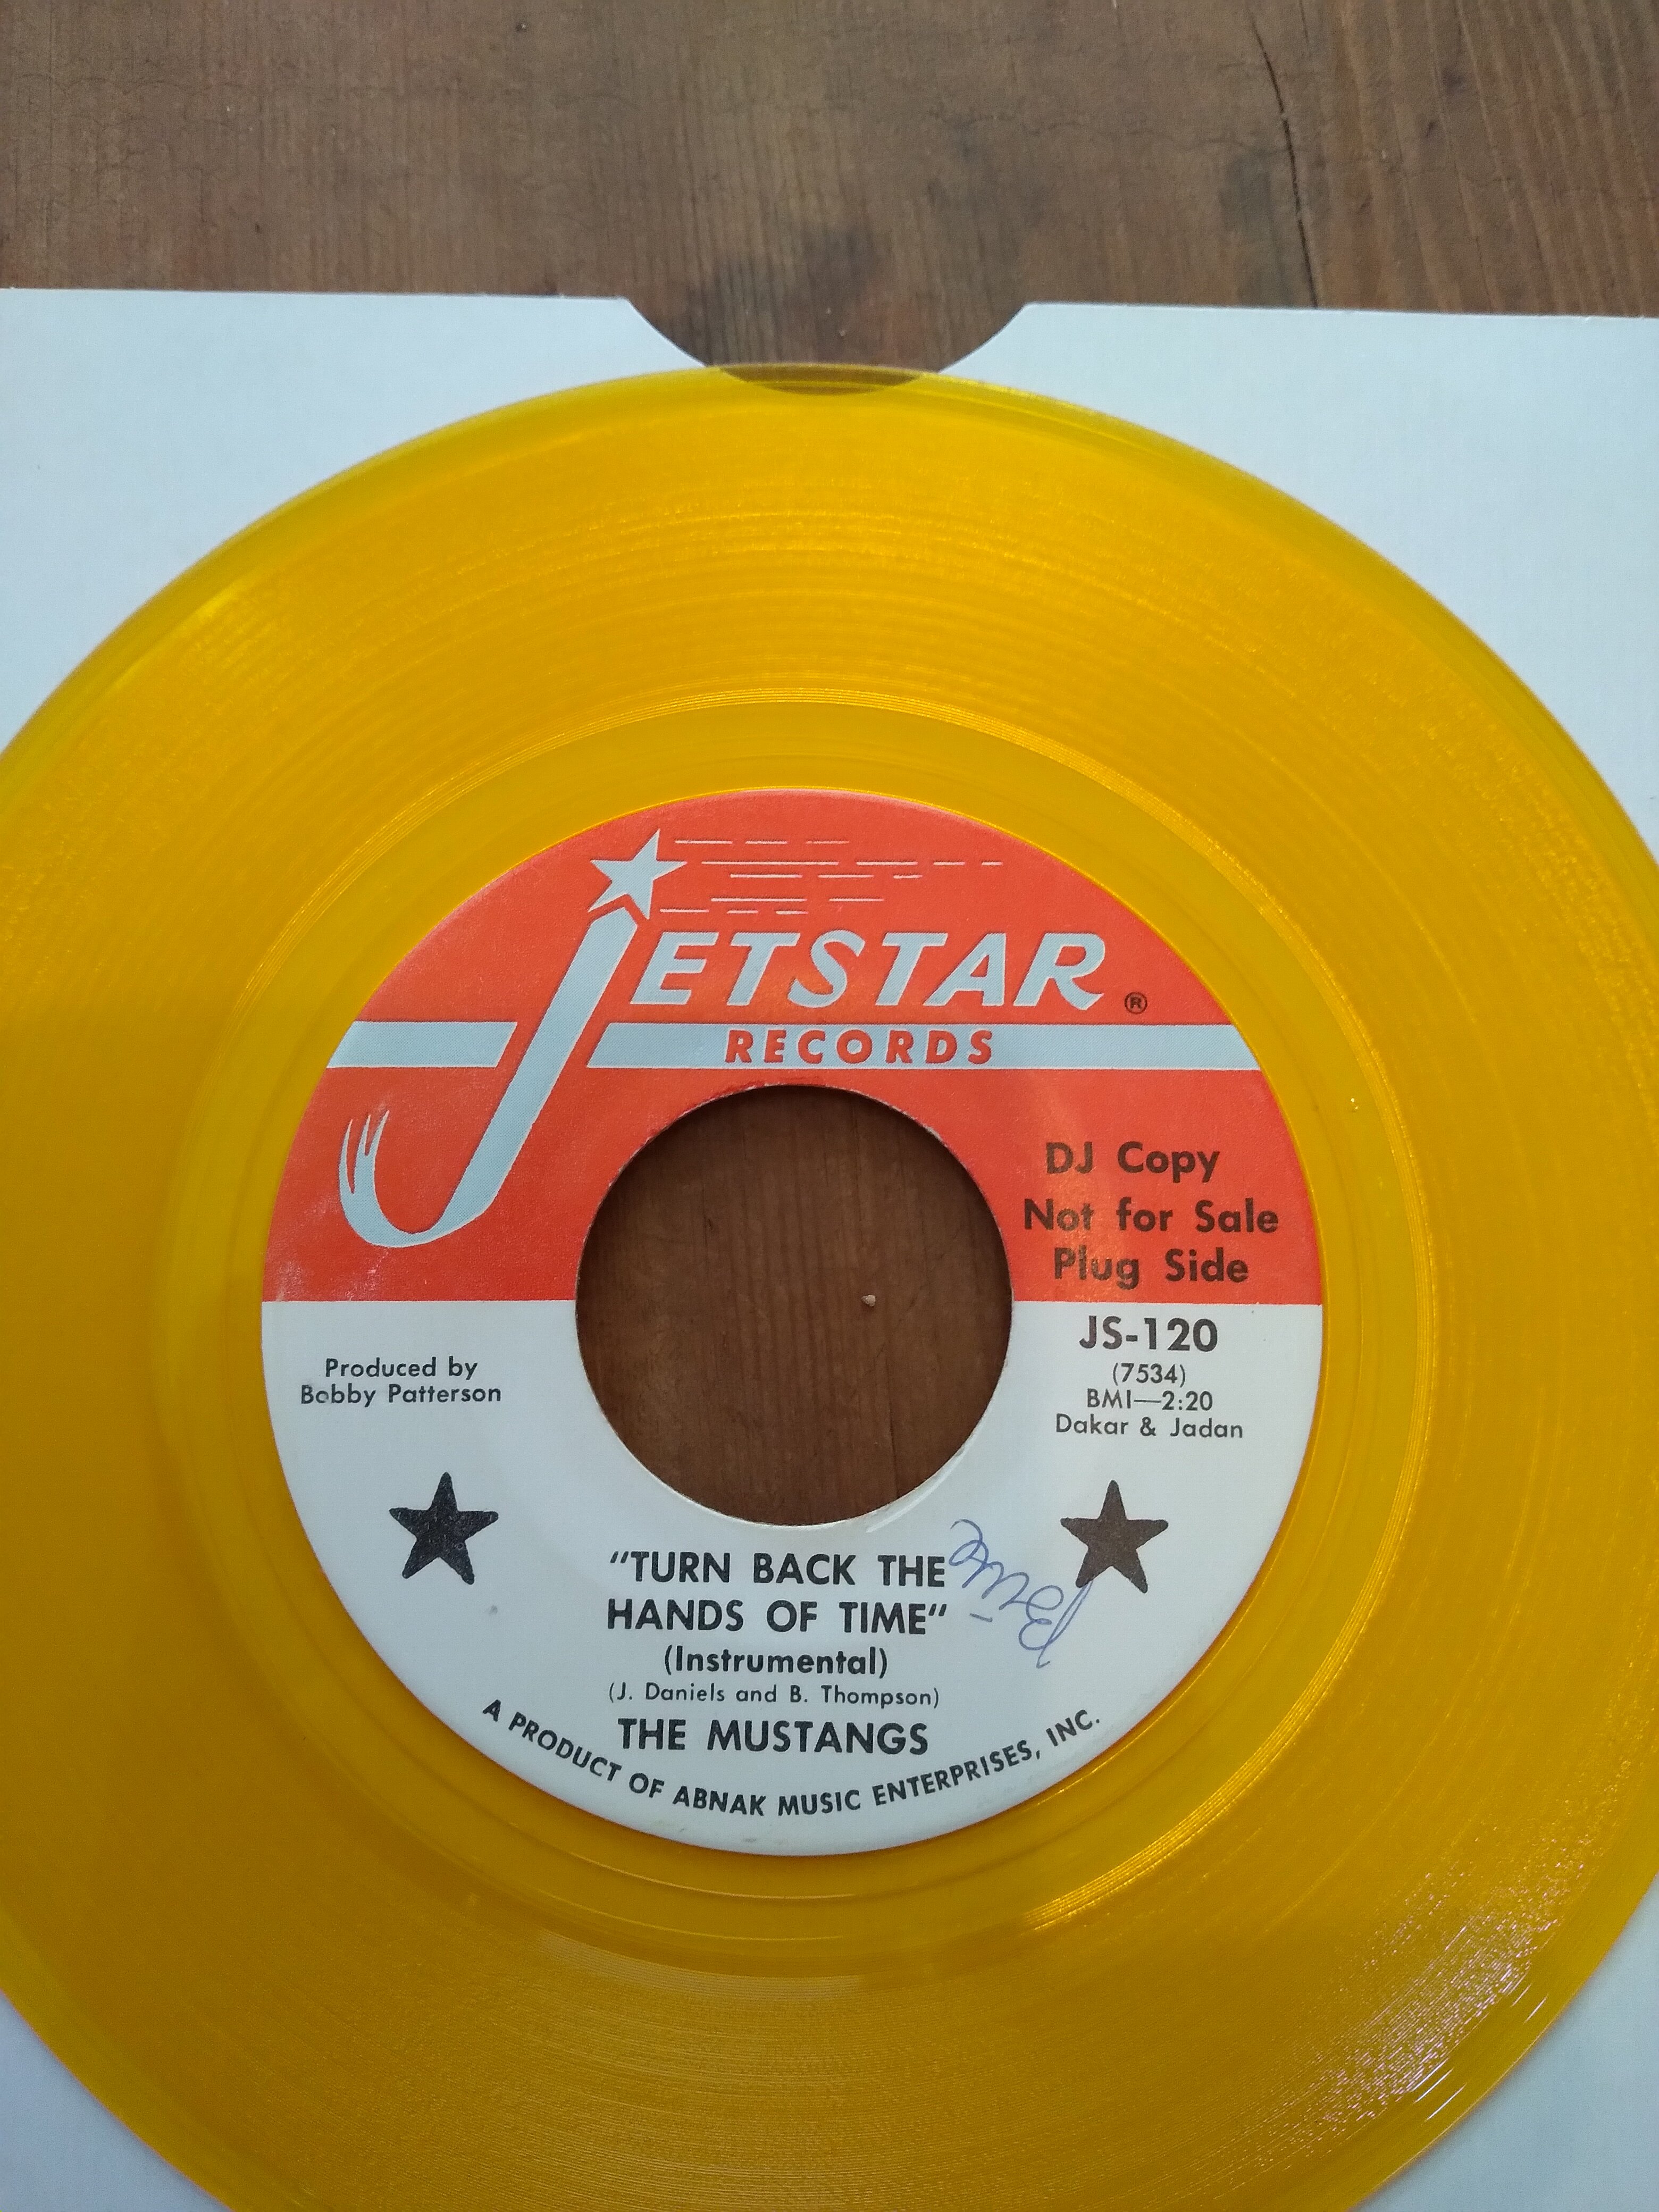 JETSTAR ®
RECORDS
DJ Copy
Not for Sale
Plug Side
JS-120
(7534)
BMI—2:20
Dakar & Jadan
Produced by
Bobby Patterson
"TURN BACK THE
HANDS OF TIME"
(Instrumental)
(J. Daniels and B. Thompson)
THE MUSTANGS
A PRODUCT OF ABNAK MUSIC ENTERPRISES, INC.